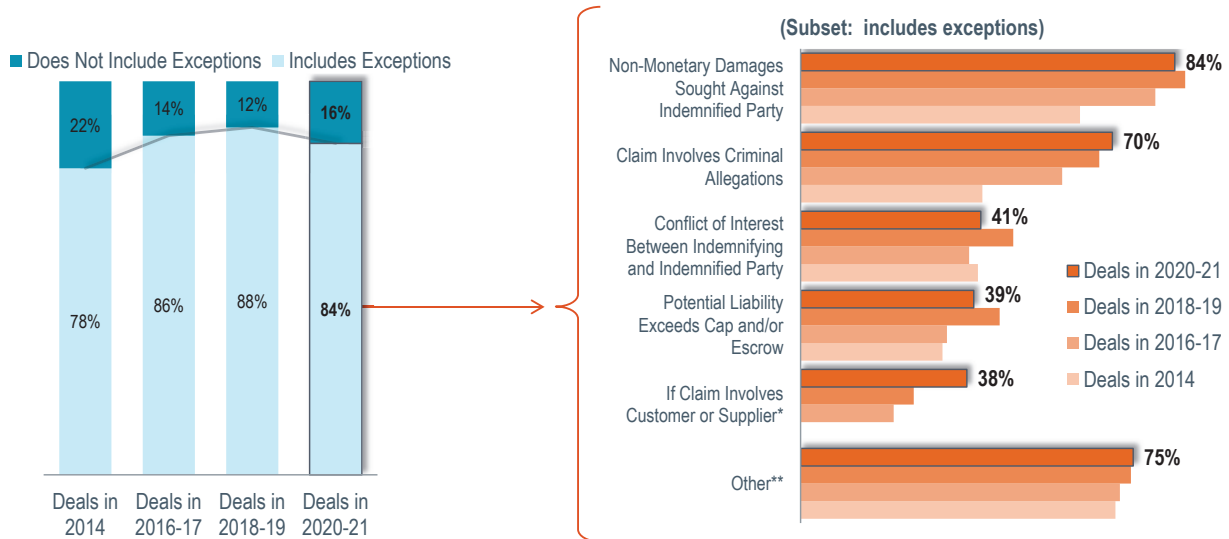 Does Not Include Exceptions
Includes Exceptions
22%
14%
12%
16%
78%
86%
88%
84%
Deals in
2014
Deals in
2016-17
Deals in
2018-19
Deals in
2020-21
(Subset: includes exceptions)
Non-Monetary Damages
Sought Against
Indemnified Party
84%
Claim Involves Criminal
Allegations
70%
Conflict of Interest
Between Indemnifying
and Indemnified Party
41%
Potential Liability
Exceeds Cap and/or
Escrow
39%
If Claim Involves
Customer or Supplier*
38%
Other**
75%
Deals in 2020-21
Deals in 2018-19
Deals in 2016-17
Deals in 2014